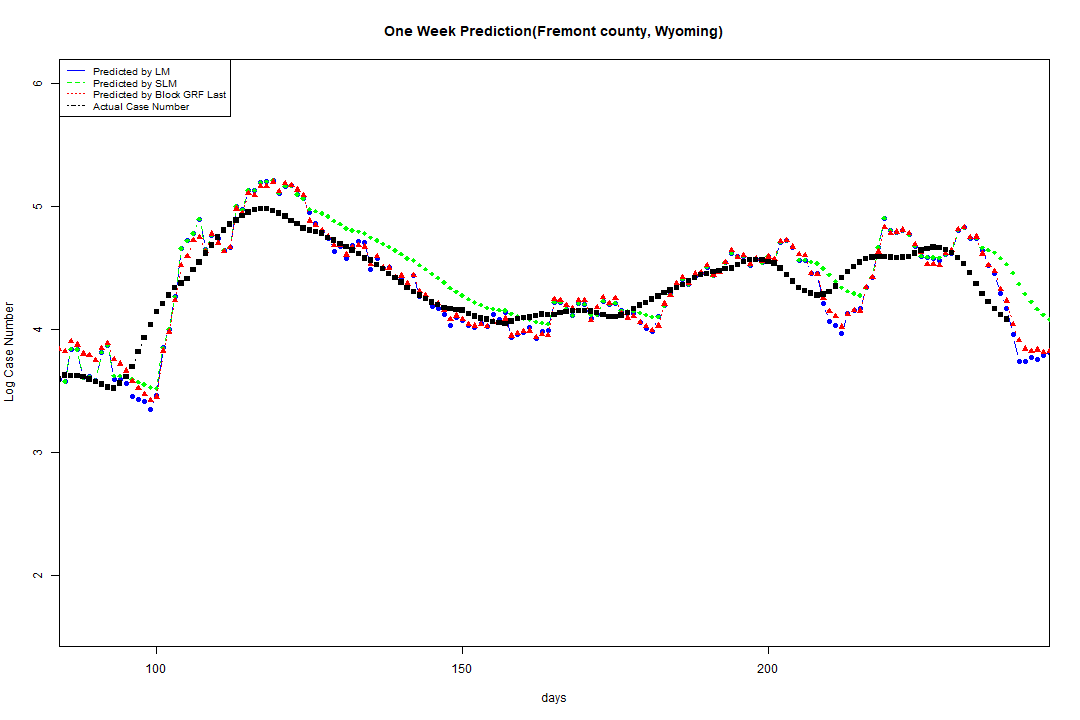 One Week Prediction(Fremont county, Wyoming)
Predicted by LM
Predicted by SLM
Predicted by Block GRF Last
Actual Case Number
6
5
4
3
2
Log Case Number
100 150 200
days